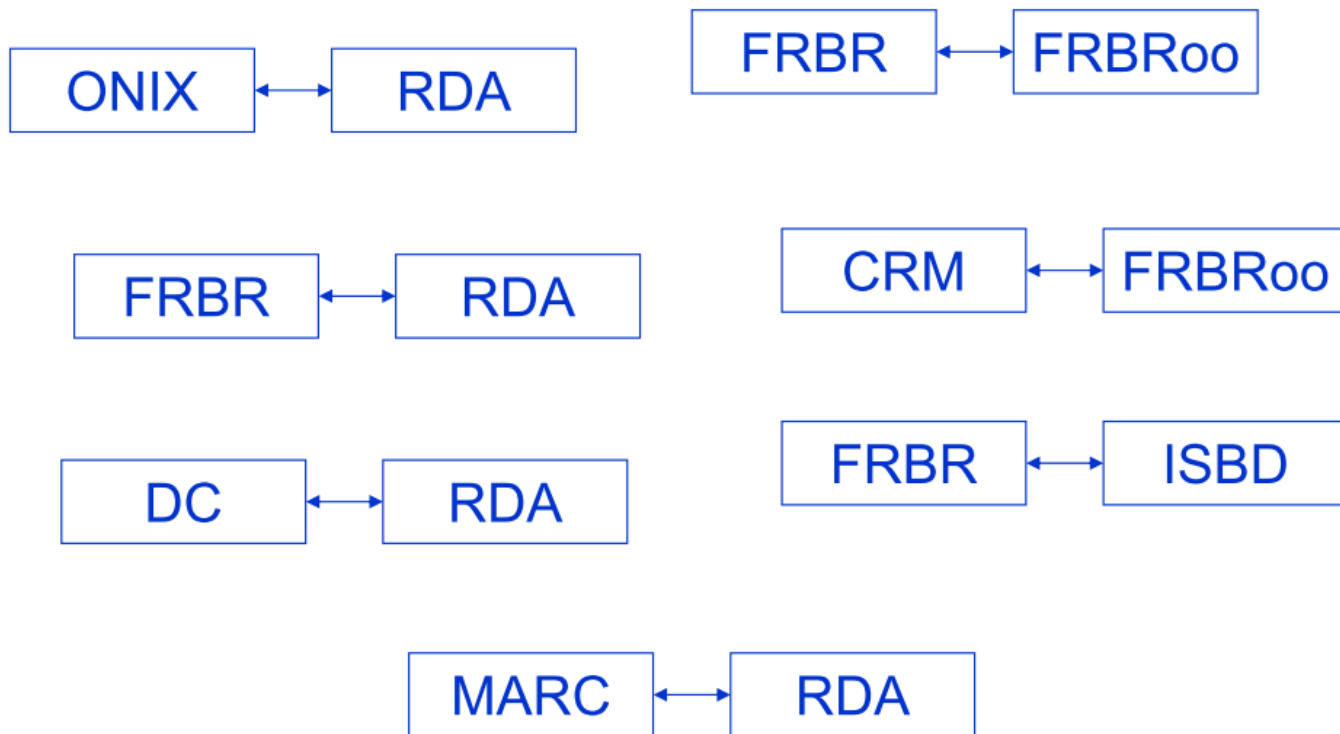 ONIX RDA
FRBR FRBRoo
FRBR RDA
CRM FRBRoo
DC RDA
FRBR ISBD
MARC RDA